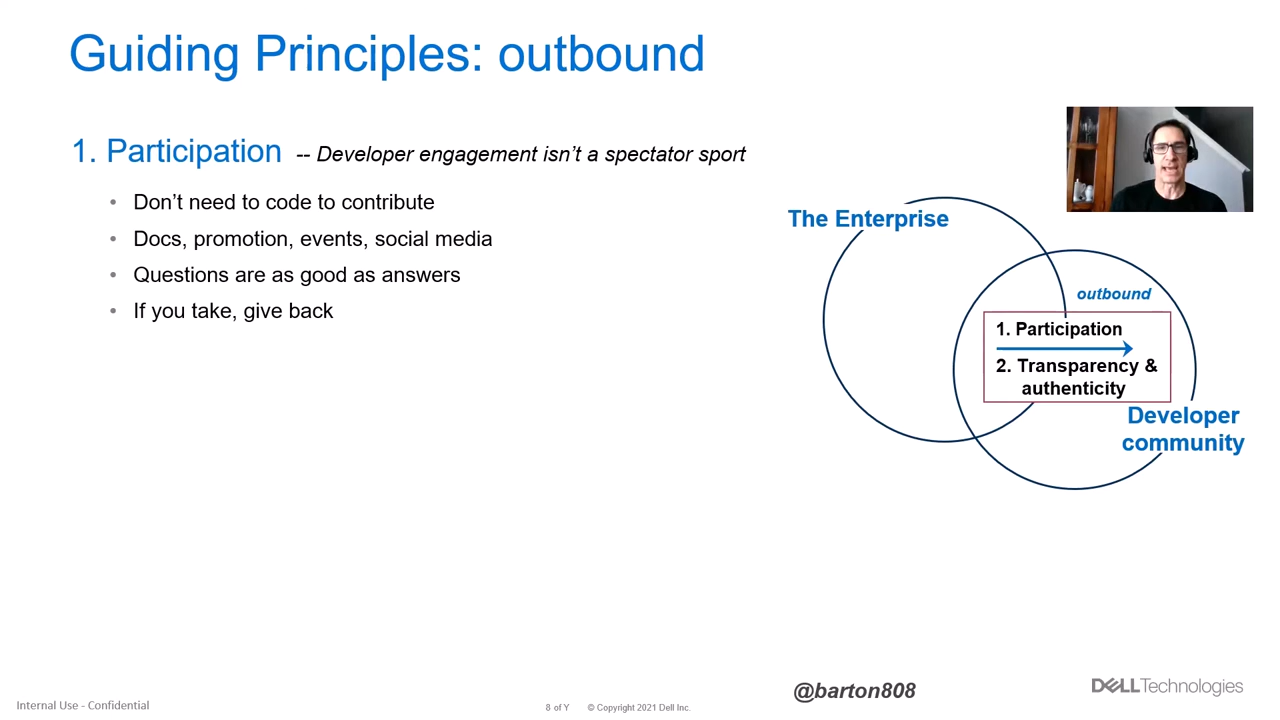 Guiding Principles: outbound
1. Participation -- Developer engagement isn’t a spectator sport
• Don’t need to code to contribute
• Docs, promotion, events, social media
• Questions are as good as answers
• If you take, give back
The Enterprise
outbound
1. Participation
2. Transparency &
authenticity
Developer
community
@barton808
DELLTechnologies
Internal Use - Confidential
8 of Y
© Copyright 2021 Dell Inc.